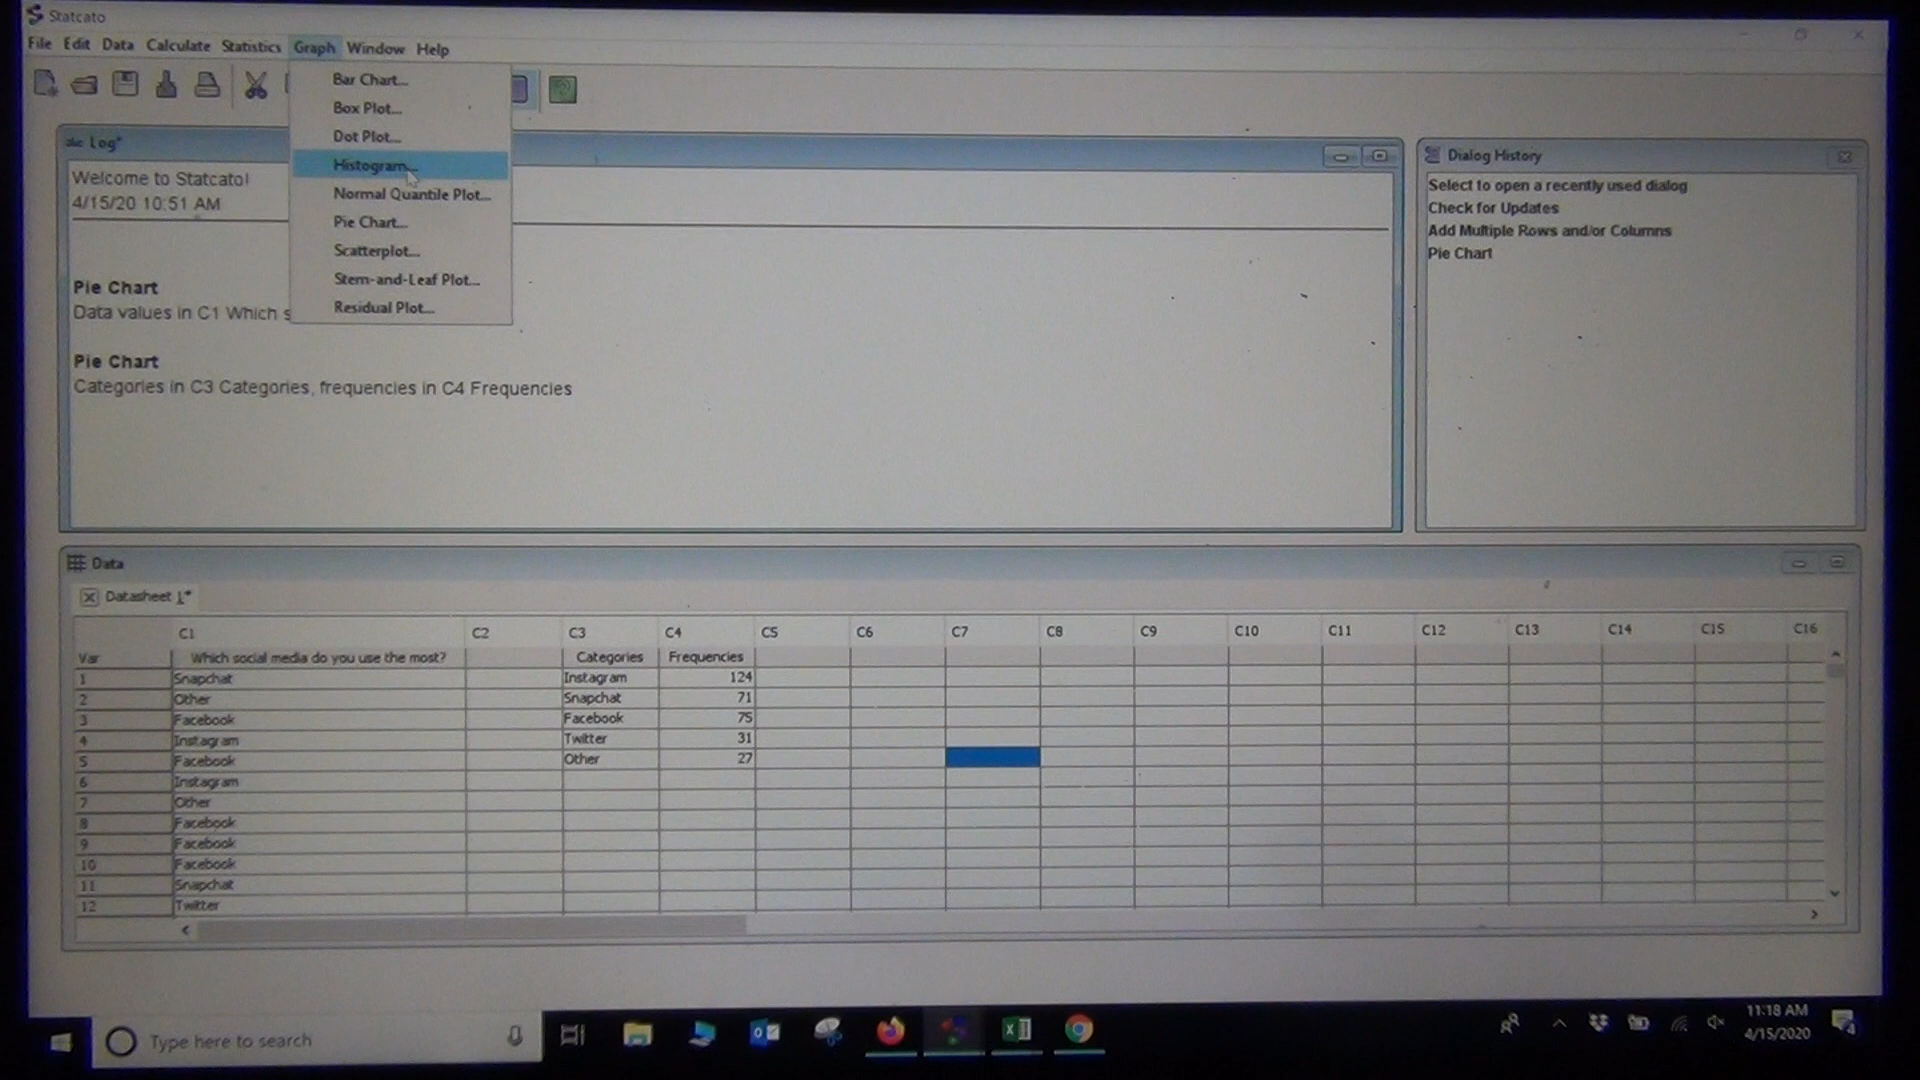 Statcato
File Edit Data Calculate Statistics Graph Window Help
Bar Chart...
Box Plot...
Dot Plot...
Histogram...
Normal Quantile Plot...
Pie Chart...
Scatterplot...
Stem-and-Leaf Plot...
Residual Plot...
Log*
Welcome to Statcato!
4/15/20 10:51 AM
Pie Chart
Data values in C1 Which s
Pie Chart
Categories in C3 Categories, frequencies in C4 Frequencies
Dialog History
Select to open a recently used dialog
Check for Updates
Add Multiple Rows and/or Columns
Pie Chart
Data
Datasheet 1*
C1 C2 C3 C4 C5 C6 C7 C8 C9 C10 C11 C12 C13 C14 C15 C16
Var Which social media do you use the most? Categories Frequencies
1 Snapchat Instagram 124
2 Other Snapchat 71
3 Facebook Facebook 75
4 Instagram Twitter 31
5 Facebook Other 27
6 Instagram
7 Other
8 Facebook
9 Facebook
10 Facebook
11 Snapchat
12 Twitter
Type here to search
11:18 AM
4/15/2020